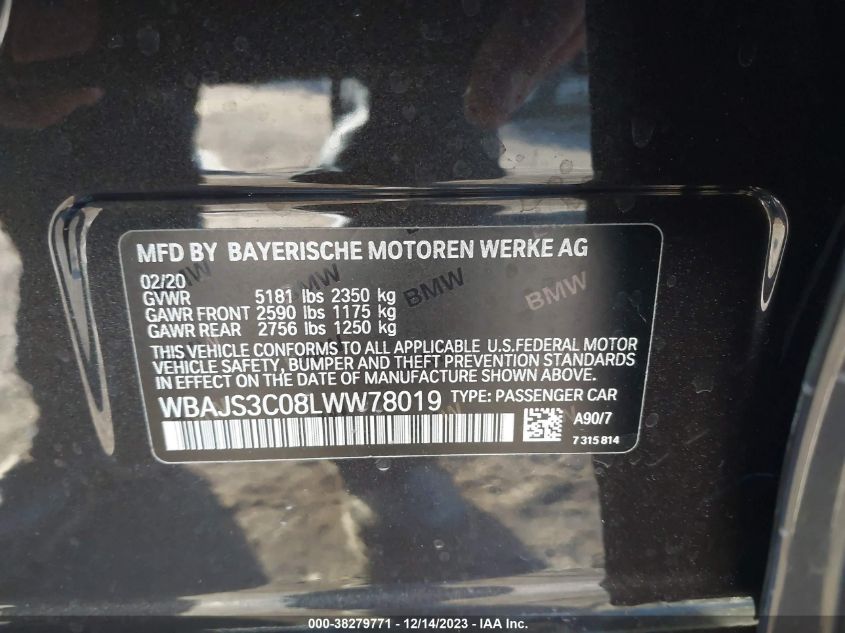 MFD BY BAYERISCHE MOTOREN WERKE AG
02/20
GVWR 5181 lbs 2350 kg
GAWR FRONT 2590 lbs 1175 kg
GAWR REAR 2756 lbs 1250 kg
THIS VEHICLE CONFORMS TO ALL APPLICABLE U.S.FEDERAL MOTOR
VEHICLE SAFETY, BUMPER AND THEFT PREVENTION STANDARDS
IN EFFECT ON THE DATE OF MANUFACTURE SHOWN ABOVE.
WBAJS3C08LWW78019 TYPE: PASSENGER CAR
A90/7
7 315 814
BMW
BMW
BMW
000-38279771 - 12/14/2023 - IAA Inc.